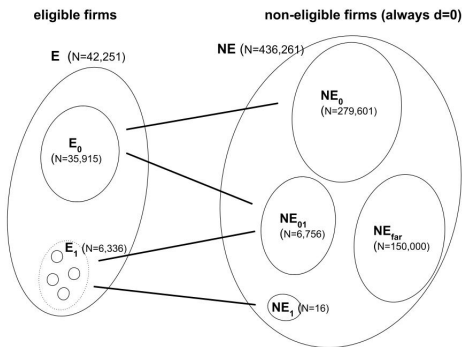 eligible firms
non-eligible firms (always d=0)
E (N=42,251)
NE (N=436,261)
NE0
(N=279,601)
E0
(N=35,915)
NE01
(N=6,756)
NEfar
(N=150,000)
E1 (N=6,336)
NE1 (N=16)